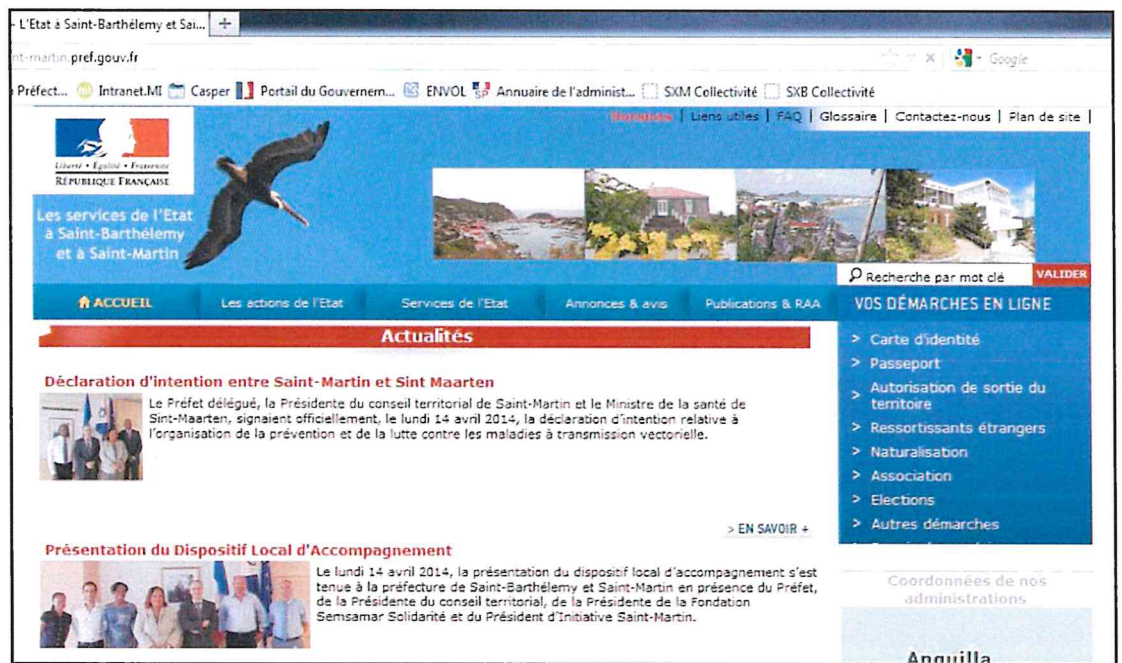 - L'Etat à Saint-Barthélemy et Sai...
nt-martin.pref.gouv.fr
Google
Préfect... Intranet.MI Casper Portail du Gouvernem... ENVOL Annuaire de l'administ... SXM Collectivité SXB Collectivité
Liens utiles | FAQ | Glossaire | Contactez-nous | Plan de site |
Liberté • Égalité • Fraternité
RÉPUBLIQUE FRANÇAISE
Les services de l'Etat
à Saint-Barthélemy
et à Saint-Martin
Recherche par mot clé VALIDER
ACCUEIL Les actions de l'Etat Services de l'Etat Annonces & avis Publications & RAA
VOS DÉMARCHES EN LIGNE
> Carte d'identité
> Passeport
> Autorisation de sortie du
territoire
> Ressortissants étrangers
> Naturalisation
> Association
> Elections
> Autres démarches
Actualités
Déclaration d'intention entre Saint-Martin et Sint Maarten
Le Préfet délégué, la Présidente du conseil territorial de Saint-Martin et le Ministre de la santé de
Sint-Maarten, signaient officiellement, le lundi 14 avril 2014, la déclaration d'intention relative à
l'organisation de la prévention et de la lutte contre les maladies à transmission vectorielle.
> EN SAVOIR +
Présentation du Dispositif Local d'Accompagnement
Le lundi 14 avril 2014, la présentation du dispositif local d'accompagnement s'est
tenue à la préfecture de Saint-Barthélemy et Saint-Martin en présence du Préfet,
de la Présidente du conseil territorial, de la Présidente de la Fondation
Semsamar Solidarité et du Président d'Initiative Saint-Martin.
Coordonnées de nos
administrations
Anguilla